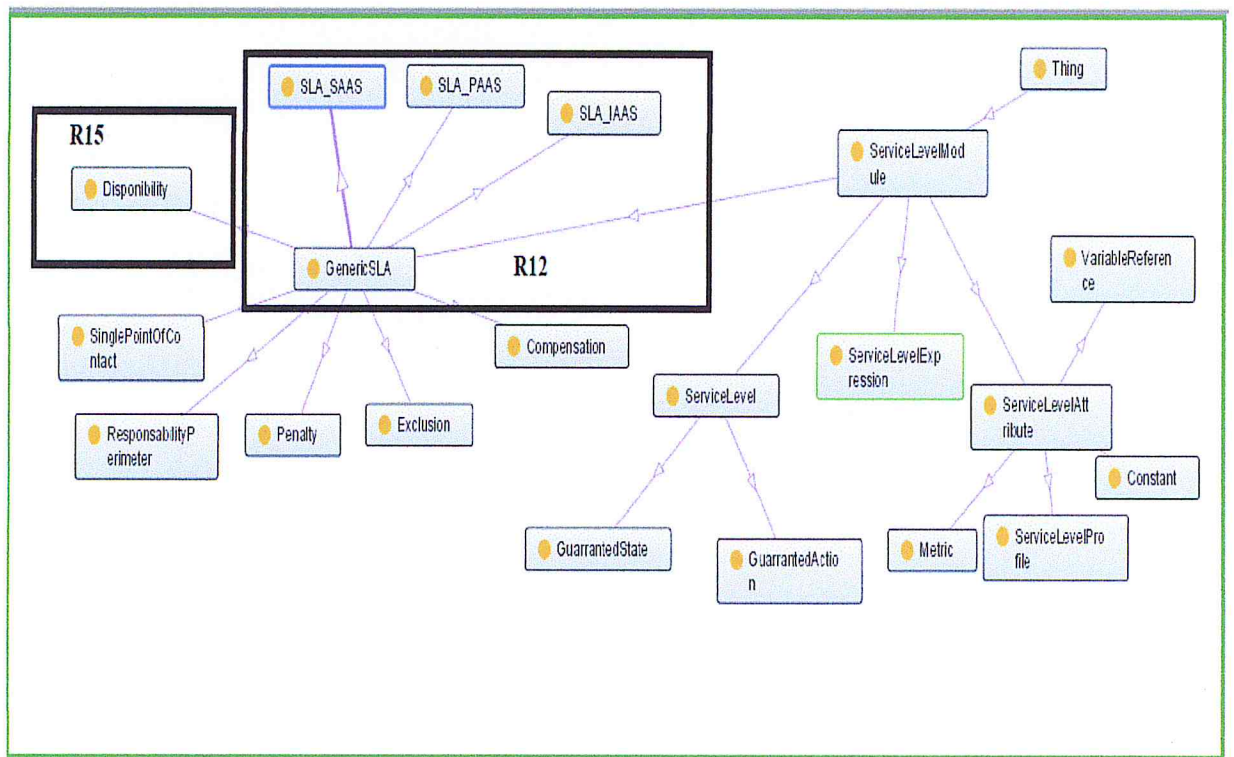 SLA_SAAS
SLA_PAAS
SLA_IAAS
Thing
R15
ServiceLevelMod
ule
Disponibility
GenericSLA
R12
VariableReferen
ce
SinglePointOfCo
ntact
Compensation
ServiceLevelExp
ression
ServiceLevel
ServiceLevelAtt
ribute
ResponsabilityP
erimeter
Penalty
Exclusion
Constant
GuarrantedState
GuarrantedActio
n
Metric
ServiceLevelPro
file